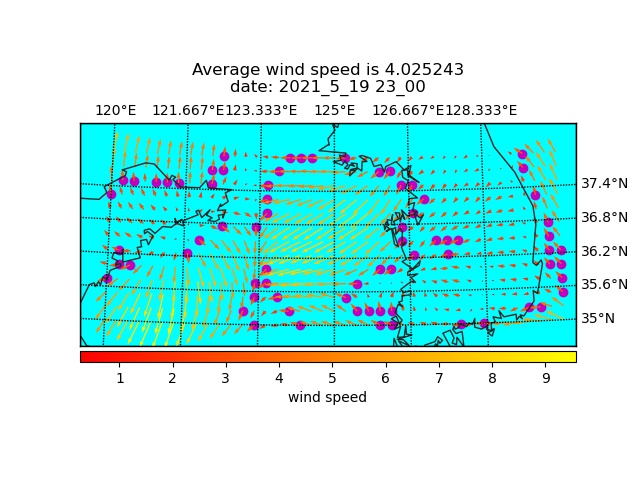 Average wind speed is 4.025243
date: 2021_5_19 23_00
120°E 121.667°E 123.333°E 125°E 126.667°E 128.333°E
37.4°N
36.8°N
36.2°N
35.6°N
35°N
1 2 3 4 5 6 7 8 9
wind speed